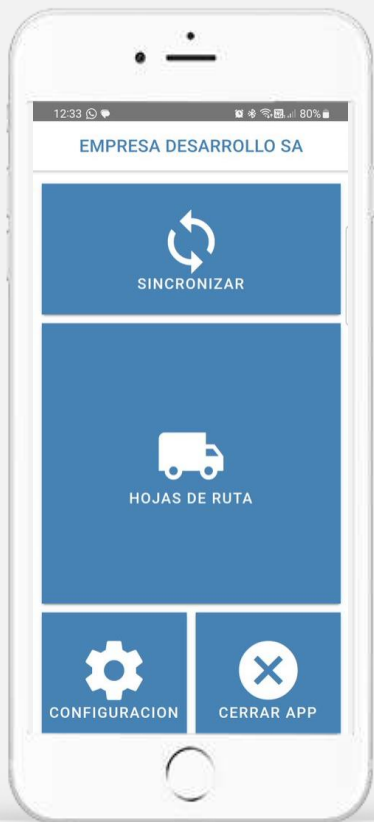 12:33 80%
EMPRESA DESARROLLO SA
SINCRONIZAR
HOJAS DE RUTA
CONFIGURACION CERRAR APP